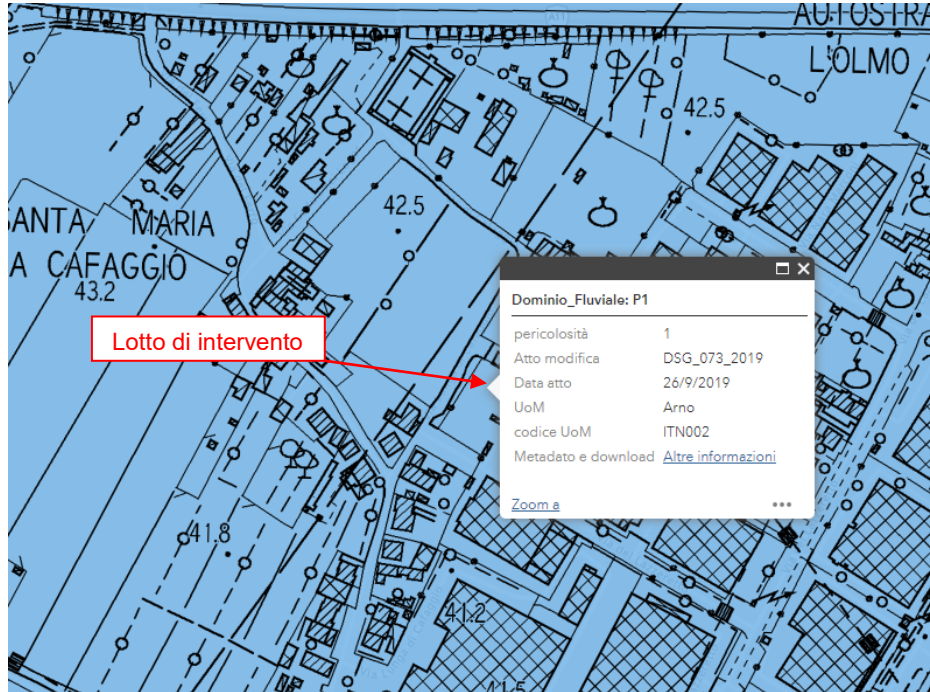 A11
AUTOSTRA
L'OLMO
42.5
42.5
SANTA MARIA
A CAFAGGIO
43.2
Lotto di intervento
Dominio_Fluviale: P1
pericolosità 1
Atto modifica DSG_073_2019
Data atto 26/9/2019
UoM Arno
codice UoM ITN002
Metadato e download Altre informazioni
Zoom a
41.8
41.2
41.5